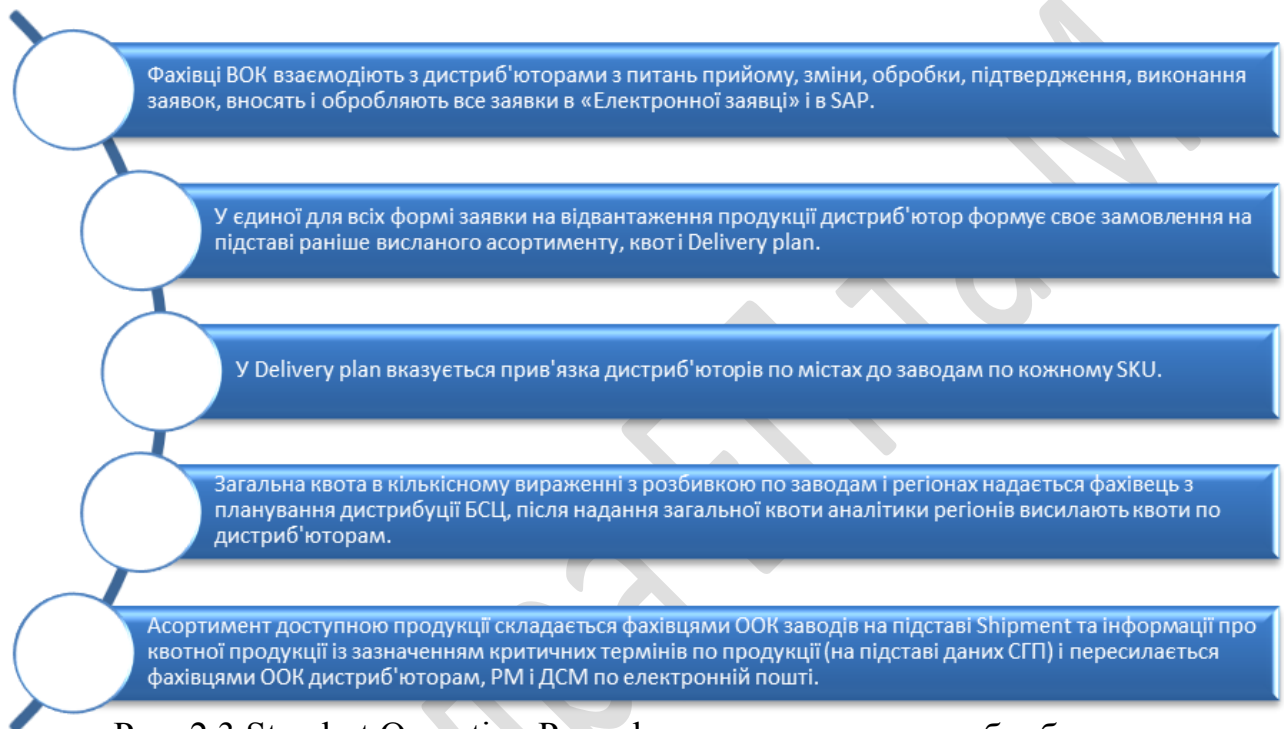 Фахівці ВОК взаємодіють з дистриб'юторами з питань прийому, зміни, обробки, підтвердження, виконання
заявок, вносять і обробляють все заявки в «Електронної заявці» і в SAP.
У єдиної для всіх формі заявки на відвантаження продукції дистриб'ютор формує своє замовлення на
підставі раніше висланого асортименту, квот і Delivery plan.
У Delivery plan вказується прив'язка дистриб'юторів по містах до заводам по кожному SKU.
Загальна квота в кількісному вираженні з розбивкою по заводам і регіонах надається фахівець з
планування дистрибуції БСЦ, після надання загальної квоти аналітики регіонів висилають квоти по
дистриб'юторам.
Асортимент доступною продукції складається фахівцями ООК заводів на підставі Shipment та інформації про
квотної продукції із зазначенням критичних термінів по продукції (на підставі даних СГП) і пересилається
фахівцями ООК дистриб'юторам, РМ і ДСМ по електронній пошті.